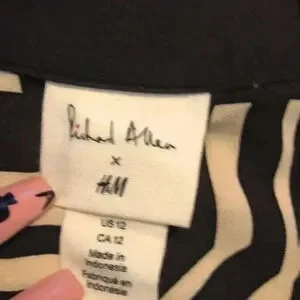 Richard Allan
x
H&M
US 12
CA 12
Made in
Indonesia
Fabriqué en
Indonésie